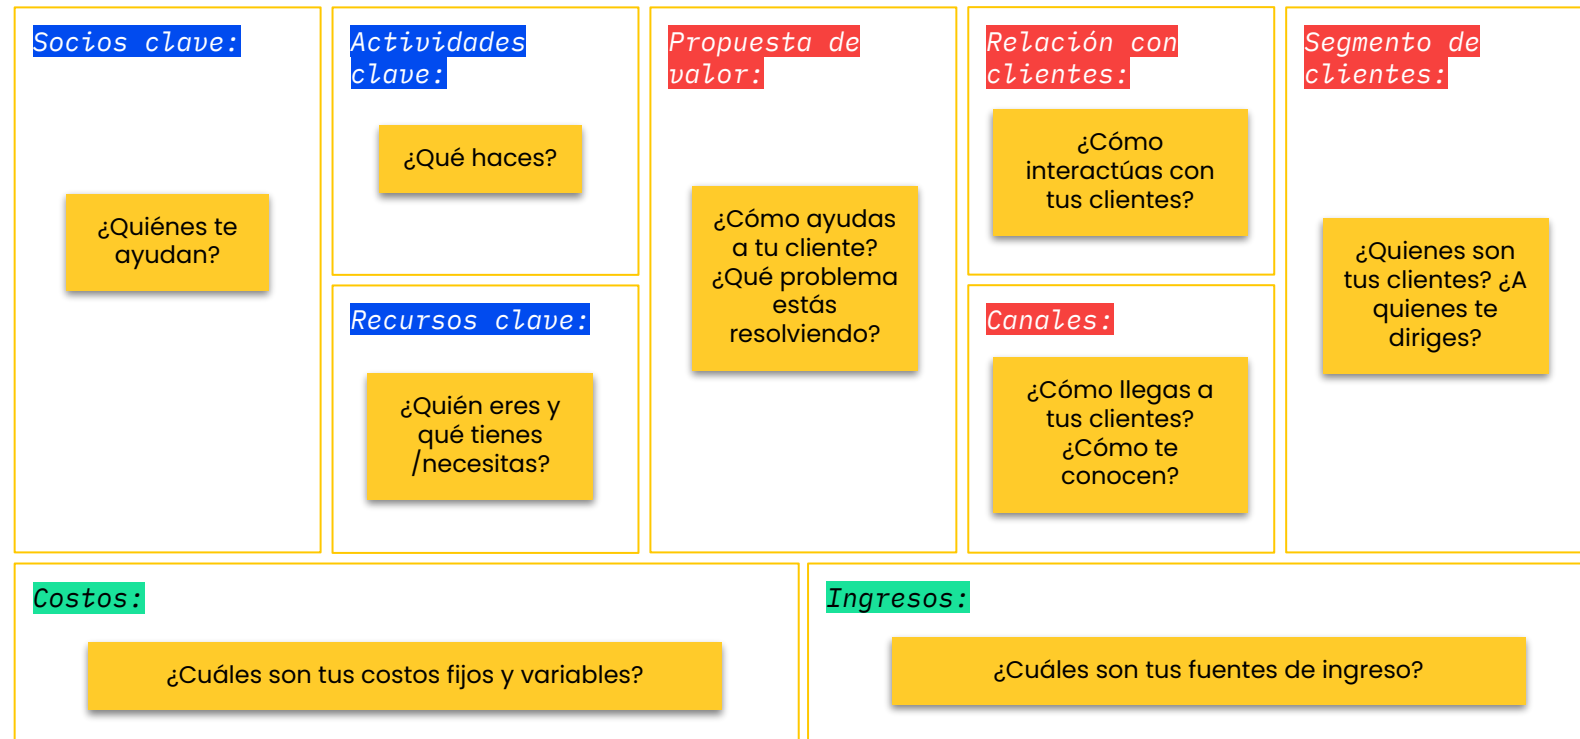 Socios clave:
¿Quiénes te
ayudan?
Actividades
clave:
¿Qué haces?
Recursos clave:
¿Quién eres y
qué tienes
/necesitas?
Propuesta de
valor:
¿Cómo ayudas
a tu cliente?
¿Qué problema
estás
resolviendo?
Relación con
clientes:
¿Cómo
interactúas con
tus clientes?
Canales:
¿Cómo llegas a
tus clientes?
¿Cómo te
conocen?
Segmento de
clientes:
¿Quienes son
tus clientes? ¿A
quienes te
diriges?
Costos:
¿Cuáles son tus costos fijos y variables?
Ingresos:
¿Cuáles son tus fuentes de ingreso?